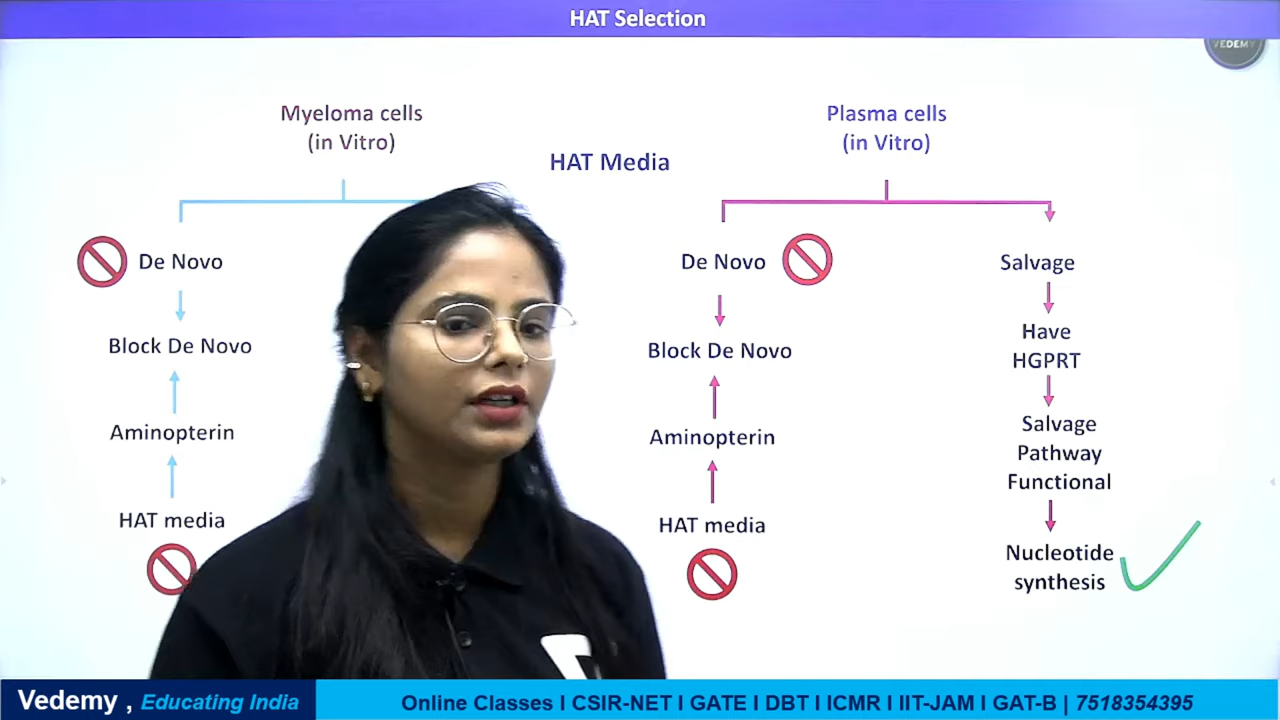 HAT Selection
VEDEMY
Myeloma cells
(in Vitro)
HAT Media
Plasma cells
(in Vitro)
De Novo
Block De Novo
Aminopterin
HAT media
De Novo
Block De Novo
Aminopterin
HAT media
Salvage
Have
HGPRT
Salvage
Pathway
Functional
Nucleotide
synthesis
Vedemy , Educating India
Online Classes I CSIR-NET I GATE I DBT I ICMR I IIT-JAM I GAT-B | 7518354395